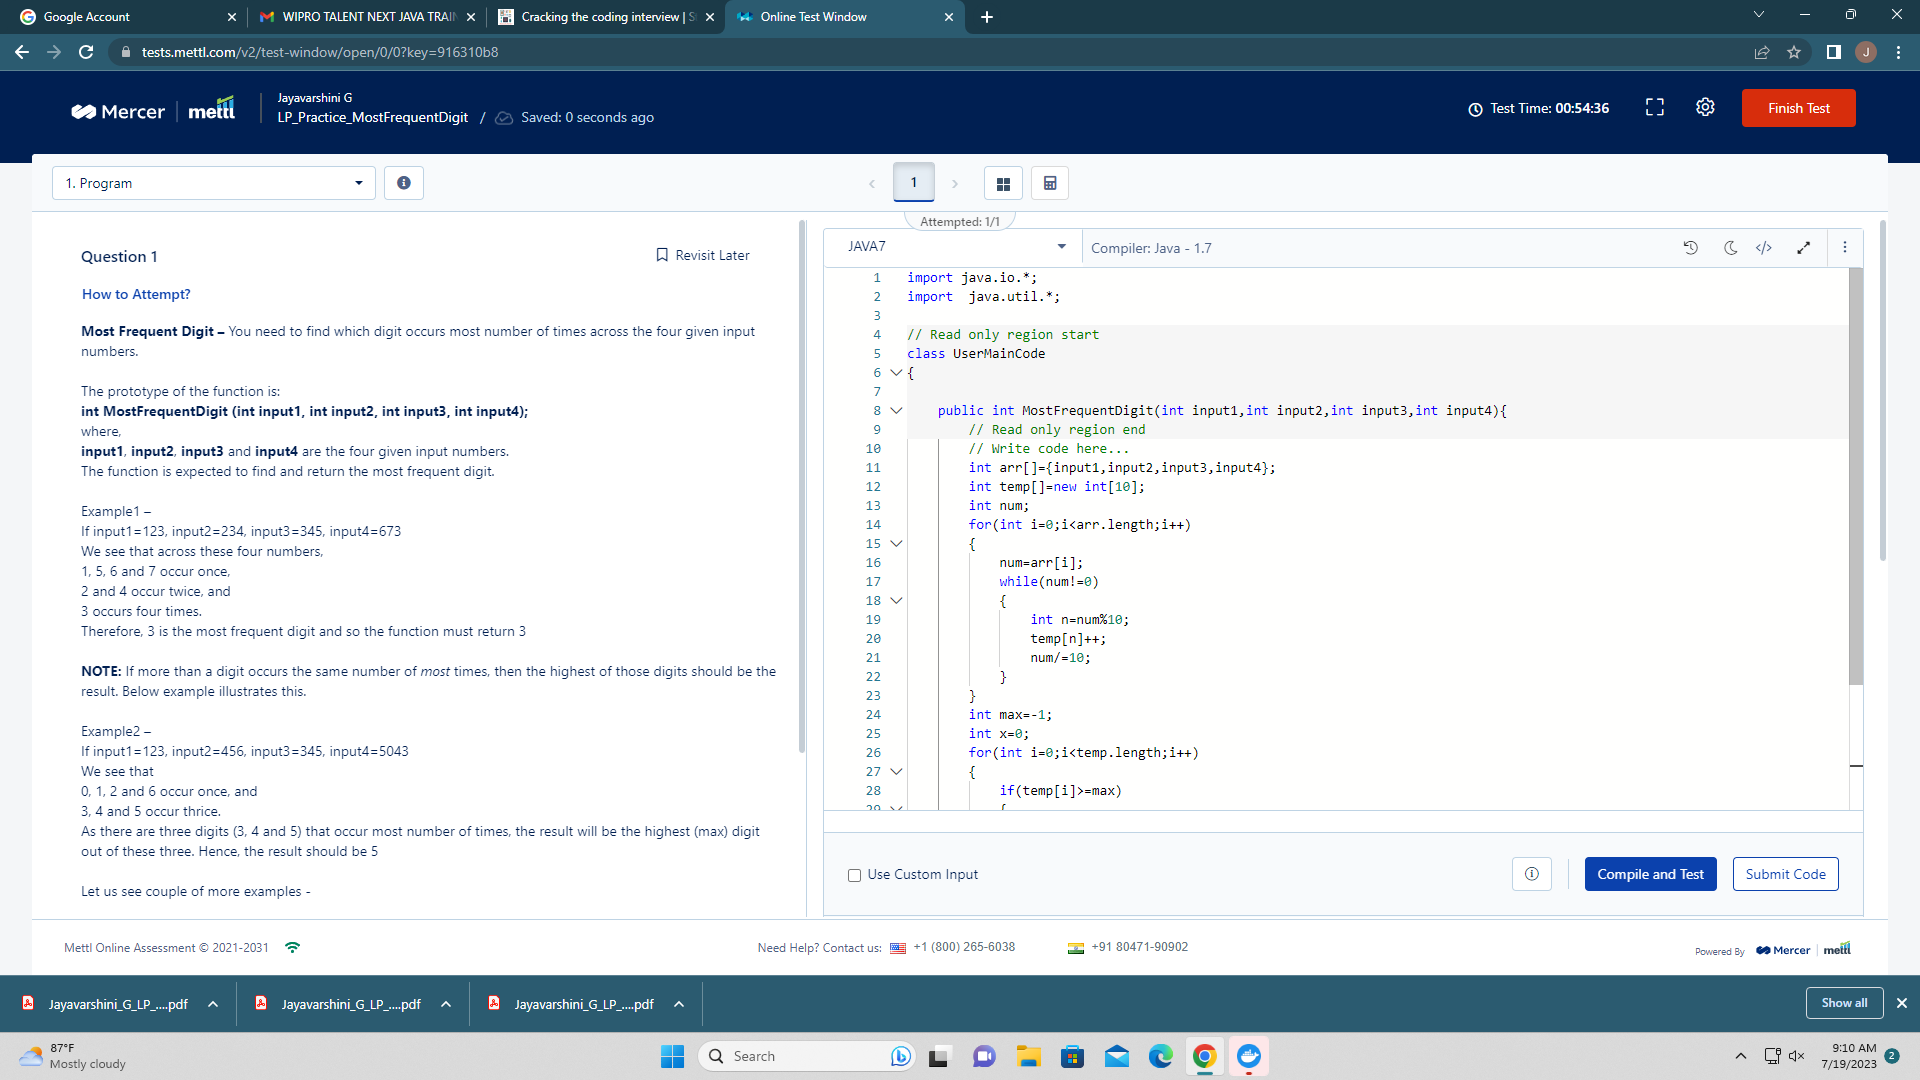 Google Account
WIPRO TALENT NEXT JAVA TRAIN
Cracking the coding interview | S
Online Test Window
tests.mettl.com/v2/test-window/open/0/0?key=916310b8
J
Mercer
mettl
Jayavarshini G
LP_Practice_MostFrequentDigit / Saved: 0 seconds ago
Test Time: 00:54:36
Finish Test
1. Program
1
Attempted: 1/1
Question 1
Revisit Later
How to Attempt?
Most Frequent Digit – You need to find which digit occurs most number of times across the four given input
numbers.
The prototype of the function is:
int MostFrequentDigit (int input1, int input2, int input3, int input4);
where,
input1, input2, input3 and input4 are the four given input numbers.
The function is expected to find and return the most frequent digit.
Example1 –
If input1=123, input2=234, input3=345, input4=673
We see that across these four numbers,
1, 5, 6 and 7 occur once,
2 and 4 occur twice, and
3 occurs four times.
Therefore, 3 is the most frequent digit and so the function must return 3
NOTE: If more than a digit occurs the same number of most times, then the highest of those digits should be the
result. Below example illustrates this.
Example2 –
If input1=123, input2=456, input3=345, input4=5043
We see that
0, 1, 2 and 6 occur once, and
3, 4 and 5 occur thrice.
As there are three digits (3, 4 and 5) that occur most number of times, the result will be the highest (max) digit
out of these three. Hence, the result should be 5
Let us see couple of more examples -
JAVA7
Compiler: Java - 1.7
1 import java.io.*;
2 import  java.util.*;
3
4 // Read only region start
5 class UserMainCode
6 {
7
8     public int MostFrequentDigit(int input1,int input2,int input3,int input4){
9         // Read only region end
10         // Write code here...
11         int arr[]={input1,input2,input3,input4};
12         int temp[]=new int[10];
13         int num;
14         for(int i=0;i<arr.length;i++)
15         {
16             num=arr[i];
17             while(num!=0)
18             {
19                 int n=num%10;
20                 temp[n]++;
21                 num/=10;
22             }
23         }
24         int max=-1;
25         int x=0;
26         for(int i=0;i<temp.length;i++)
27         {
28             if(temp[i]>=max)
29             {
Use Custom Input
Compile and Test
Submit Code
Mettl Online Assessment © 2021-2031
Need Help? Contact us: +1 (800) 265-6038 +91 80471-90902
Powered By Mercer mettl
Jayavarshini_G_LP_....pdf
Jayavarshini_G_LP_....pdf
Jayavarshini_G_LP_....pdf
Show all
87°F
Mostly cloudy
Search
9:10 AM
7/19/2023
2